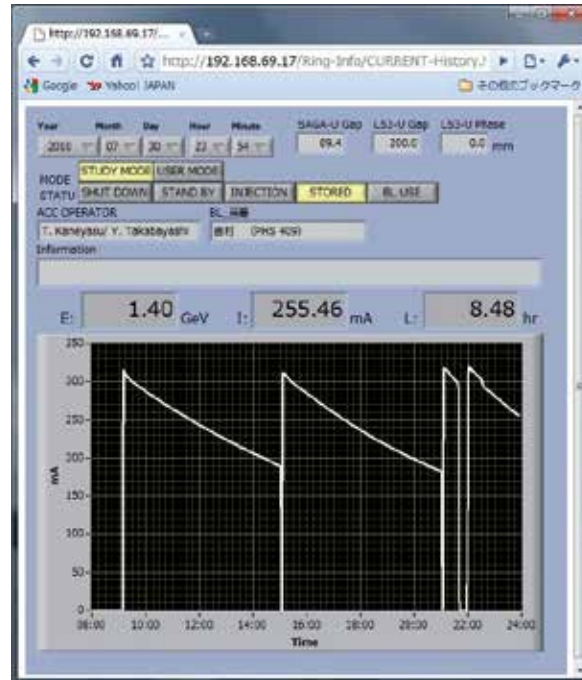 http://192.168.69.17/...
http://192.168.69.17/Ring-Info/CURRENT-History.
Google Yahoo! JAPAN その他のブックマーク
Year Month Day Hour Minute SAGA-U Gap LS3-U Gap LS3-U Phase
2010 07 30 23 54 89.4 200.0 0.0 mm
MODE STUDY MODE USER MODE
STATU SHUT DOWN STAND BY INJECTION STORED BL USE
ACC OPERATOR BL
T. Kaneyasu/ Y. Takabayashi (PHS 409)
Information
E: 1.40 GeV I: 255.46 mA L: 8.48 hr
350-
300-
250-
200-
150-
100-
50-
0-
mA
08:00 10:00 12:00 14:00 16:00 18:00 20:00 22:00 24:00
Time